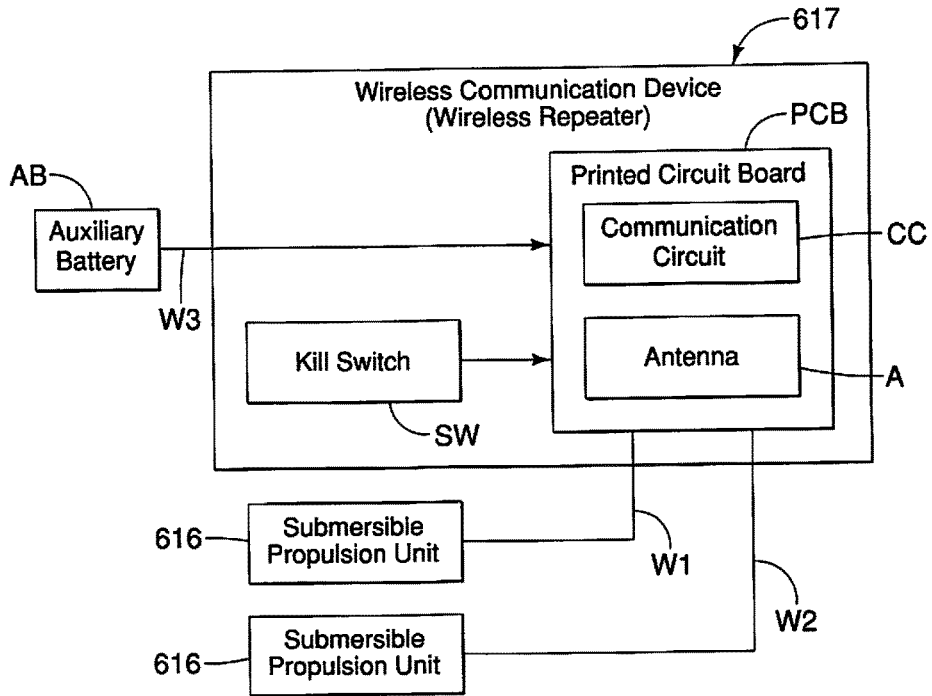 617
Wireless Communication Device
(Wireless Repeater)
PCB
AB
Printed Circuit Board
Auxiliary
Battery
Communication
Circuit
CC
W3
Kill Switch
Antenna
A
SW
616
Submersible
Propulsion Unit
W1
W2
616
Submersible
Propulsion Unit